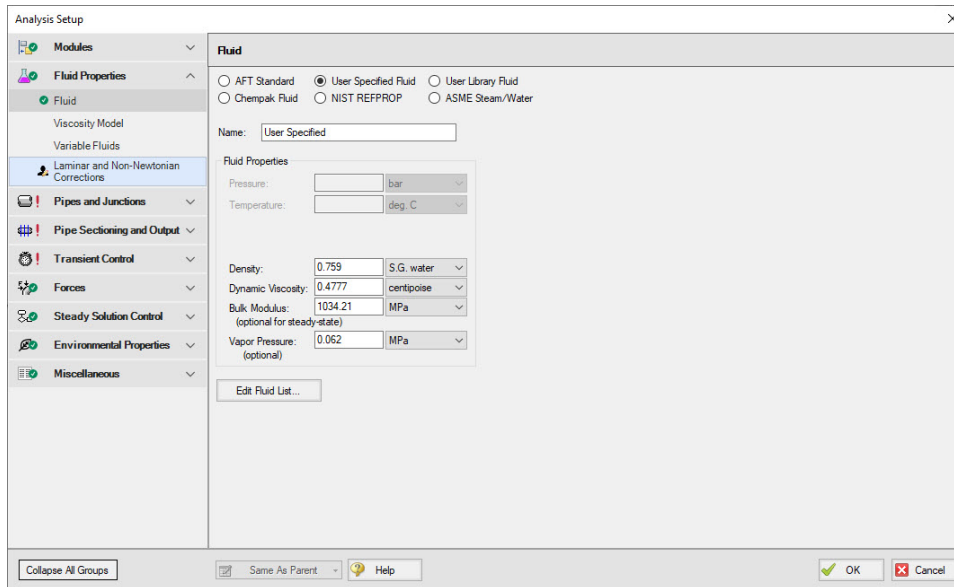 Analysis Setup
Modules
Fluid Properties
Fluid
Viscosity Model
Variable Fluids
Laminar and Non-Newtonian
Corrections
Pipes and Junctions
Pipe Sectioning and Output
Transient Control
Forces
Steady Solution Control
Environmental Properties
Miscellaneous
Collapse All Groups
Fluid
AFT Standard User Specified Fluid User Library Fluid
Chempak Fluid NIST REFPROP ASME Steam/Water
Name: User Specified
Fluid Properties
Pressure: bar
Temperature: deg. C
Density: 0.759 S.G. water
Dynamic Viscosity: 0.4777 centipoise
Bulk Modulus: 1034.21 MPa
(optional for steady-state)
Vapor Pressure: 0.062 MPa
(optional)
Edit Fluid List...
Same As Parent Help OK Cancel